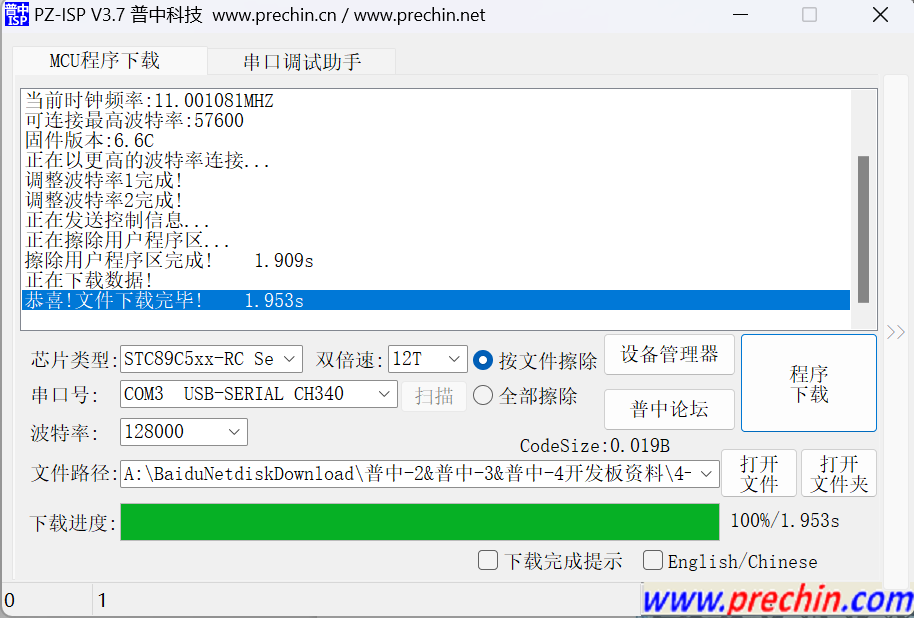 普中 ISP PZ-ISP V3.7 普中科技 www.prechin.cn / www.prechin.net
MCU程序下载 串口调试助手
当前时钟频率:11.001081MHZ
可连接最高波特率:57600
固件版本:6.6C
正在以更高的波特率连接...
调整波特率1完成!
调整波特率2完成!
正在发送控制信息...
正在擦除用户程序区...
擦除用户程序区完成! 1.909s
正在下载数据!
恭喜!文件下载完毕! 1.953s
>>
芯片类型: STC89C5xx-RC Se 双倍速: 12T 按文件擦除 设备管理器
程序
下载
串口号: COM3 USB-SERIAL CH340 扫描 全部擦除 普中论坛
波特率: 128000
CodeSize:0.019B
文件路径: A:\BaiduNetdiskDownload\普中-2&普中-3&普中-4开发板资料\4-
打开
文件
打开
文件夹
下载进度: 100%/1.953s
下载完成提示 English/Chinese
0 1 www.prechin.com